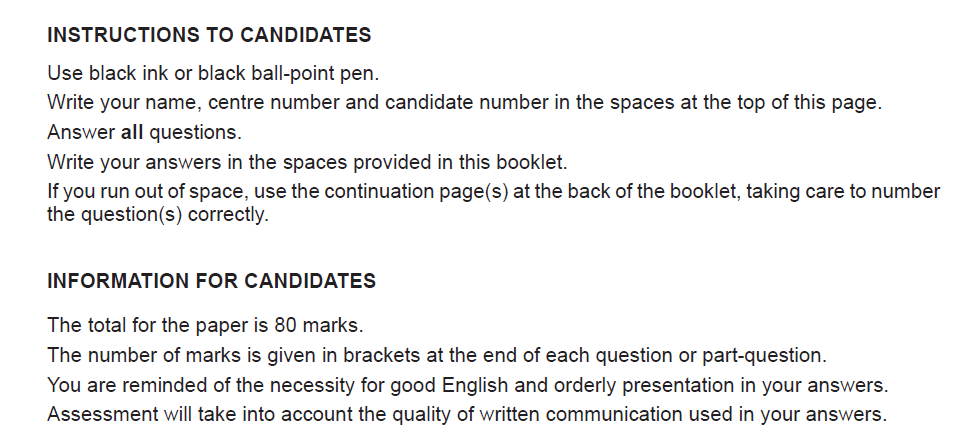 INSTRUCTIONS TO CANDIDATES
Use black ink or black ball-point pen.
Write your name, centre number and candidate number in the spaces at the top of this page.
Answer all questions.
Write your answers in the spaces provided in this booklet.
If you run out of space, use the continuation page(s) at the back of the booklet, taking care to number
the question(s) correctly.
INFORMATION FOR CANDIDATES
The total for the paper is 80 marks.
The number of marks is given in brackets at the end of each question or part-question.
You are reminded of the necessity for good English and orderly presentation in your answers.
Assessment will take into account the quality of written communication used in your answers.